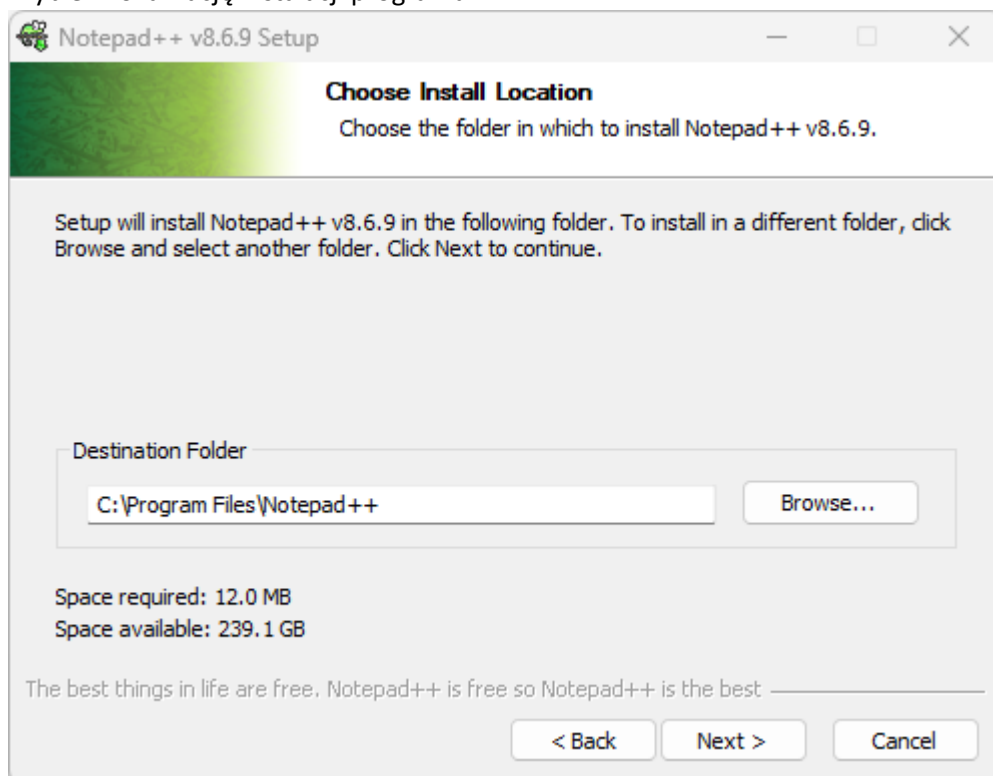 Notepad++ v8.6.9 Setup
Choose Install Location
Choose the folder in which to install Notepad++ v8.6.9.
Setup will install Notepad++ v8.6.9 in the following folder. To install in a different folder, click
Browse and select another folder. Click Next to continue.
Destination Folder
C:\Program Files\Notepad++
Browse...
Space required: 12.0 MB
Space available: 239.1 GB
The best things in life are free. Notepad++ is free so Notepad++ is the best
< Back Next > Cancel